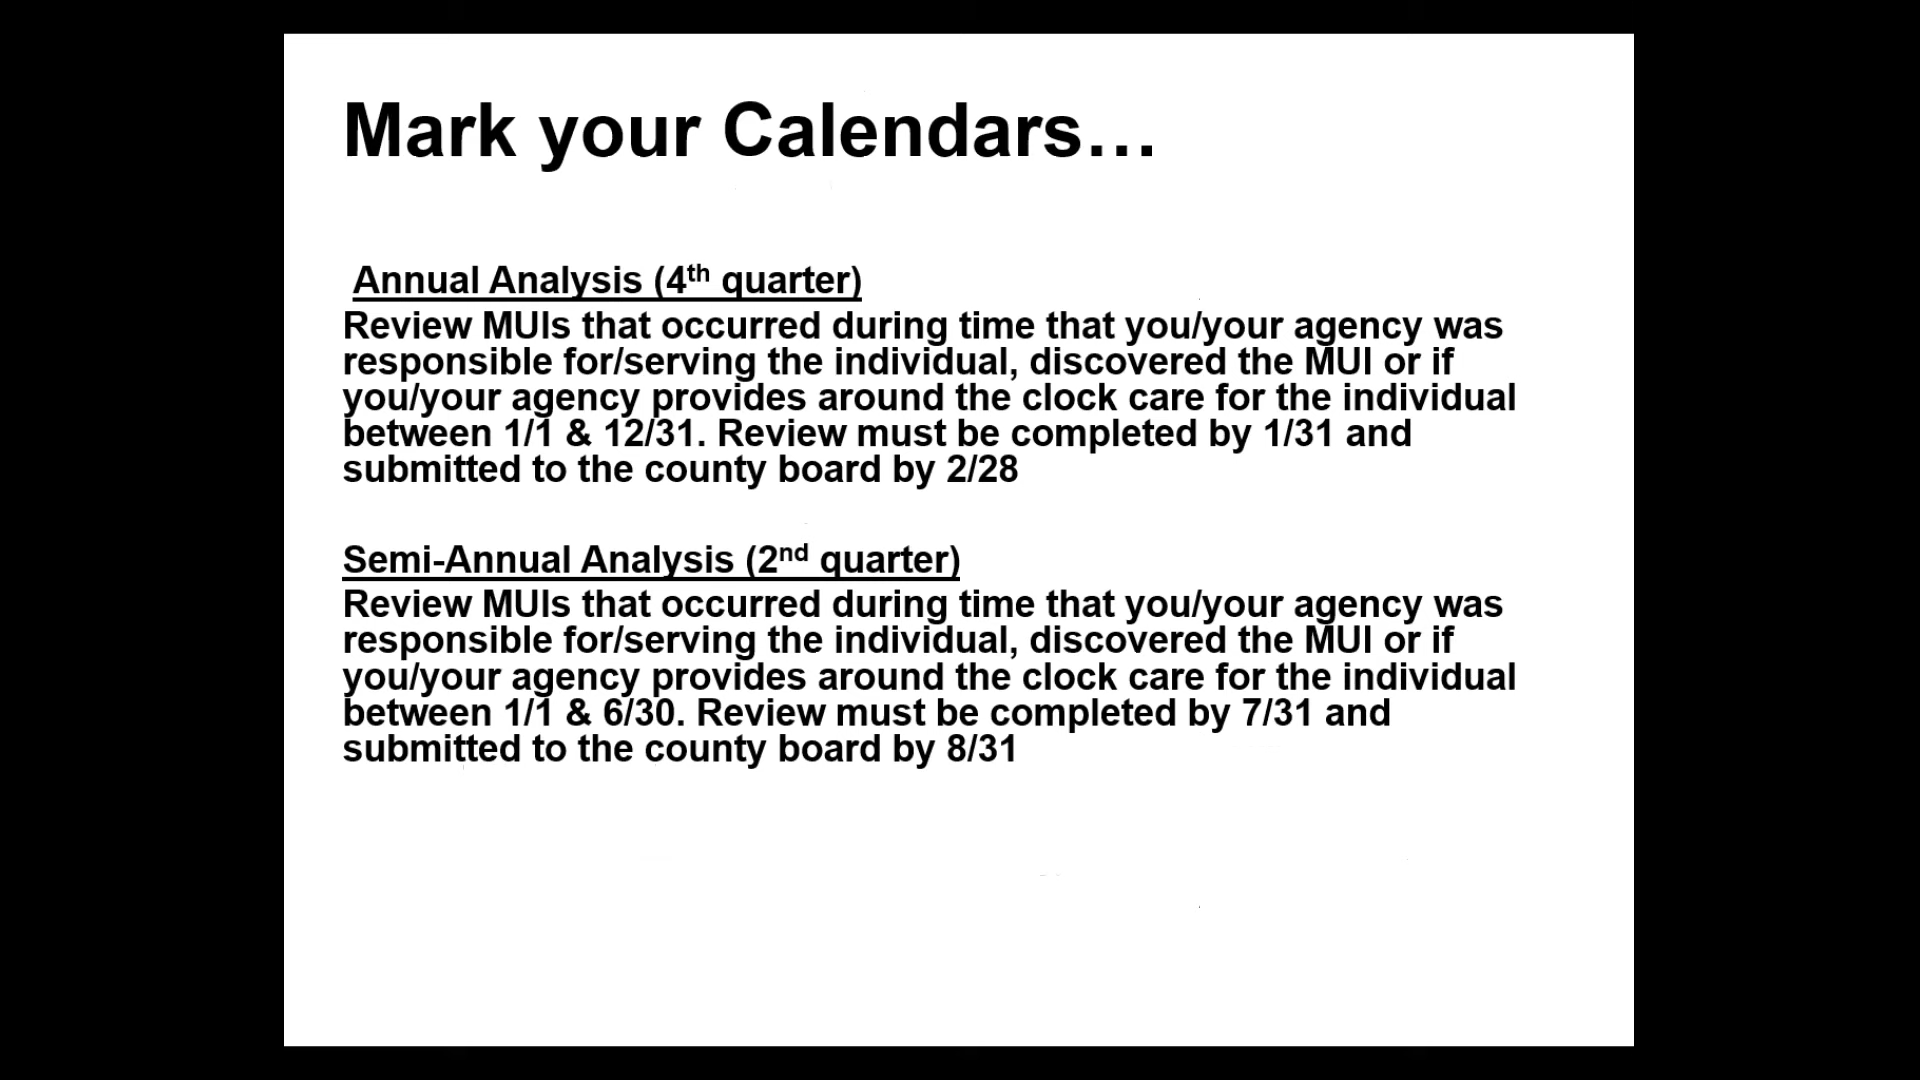 Mark your Calendars…
Annual Analysis (4th quarter)
Review MUIs that occurred during time that you/your agency was
responsible for/serving the individual, discovered the MUI or if
you/your agency provides around the clock care for the individual
between 1/1 & 12/31. Review must be completed by 1/31 and
submitted to the county board by 2/28
Semi-Annual Analysis (2nd quarter)
Review MUIs that occurred during time that you/your agency was
responsible for/serving the individual, discovered the MUI or if
you/your agency provides around the clock care for the individual
between 1/1 & 6/30. Review must be completed by 7/31 and
submitted to the county board by 8/31